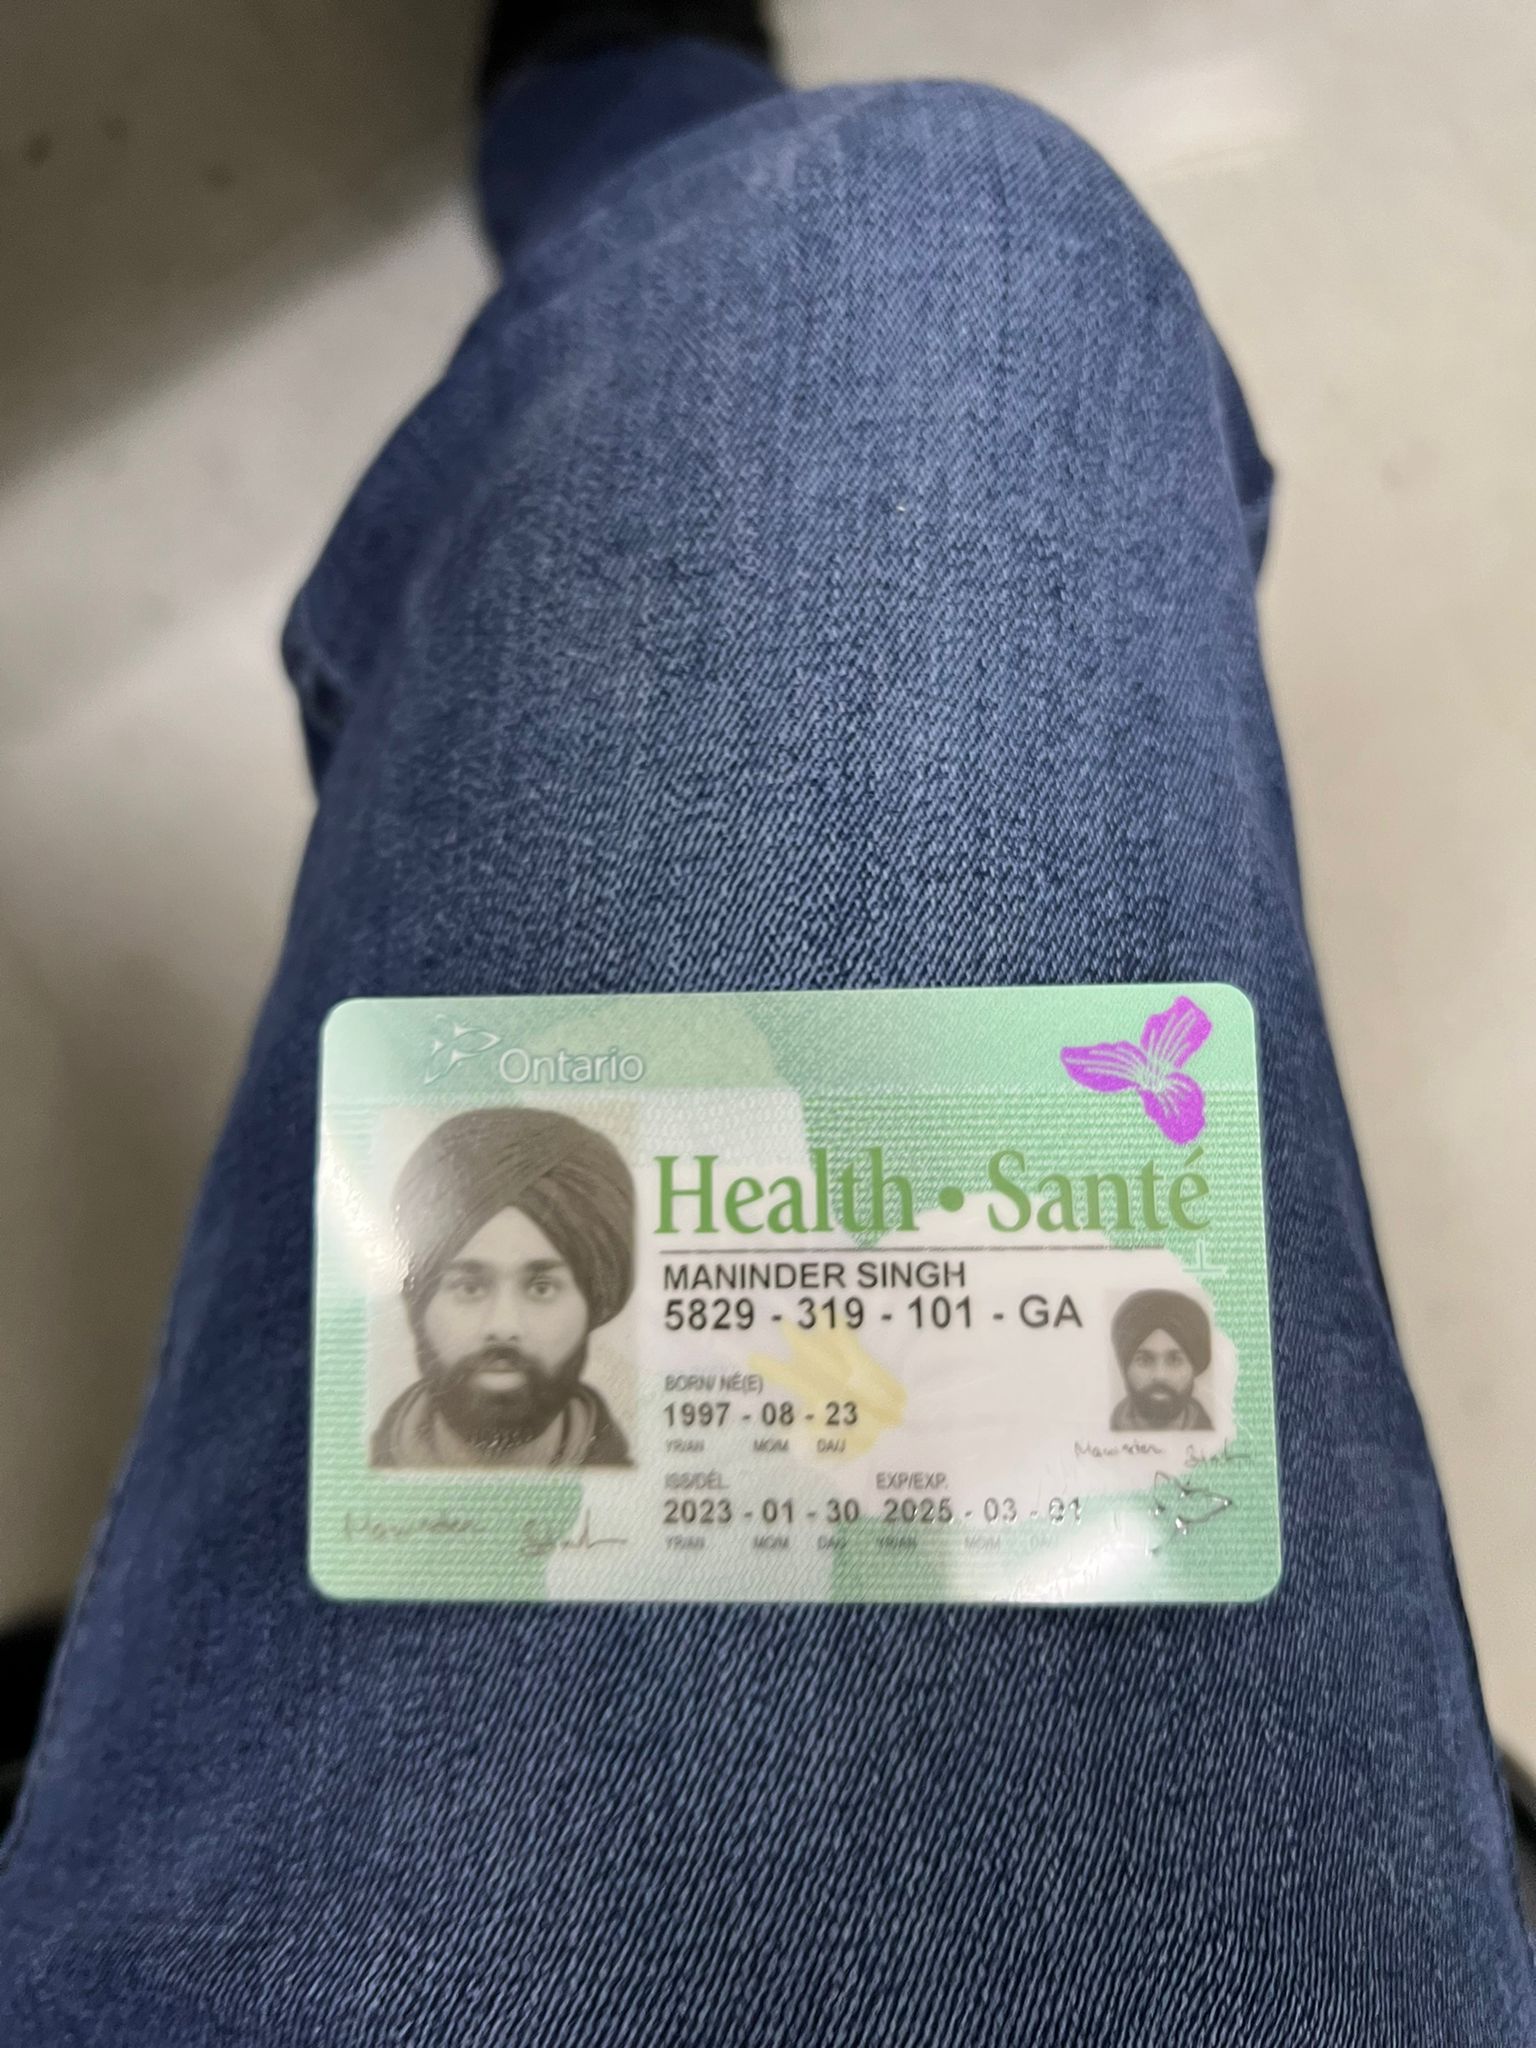 Ontario
Health • Santé
MANINDER SINGH
5829 - 319 - 101 - GA
BORN/ NÉ(E)
1997 - 08 - 23
YR/AN MO/M DA/J
ISS/DÉL. EXP/EXP.
2023 - 01 - 30 2025 - 03 - 01
YR/AN MO/M DA/J YR/AN MO/M DA/J
Maninder Singh
Maninder Singh